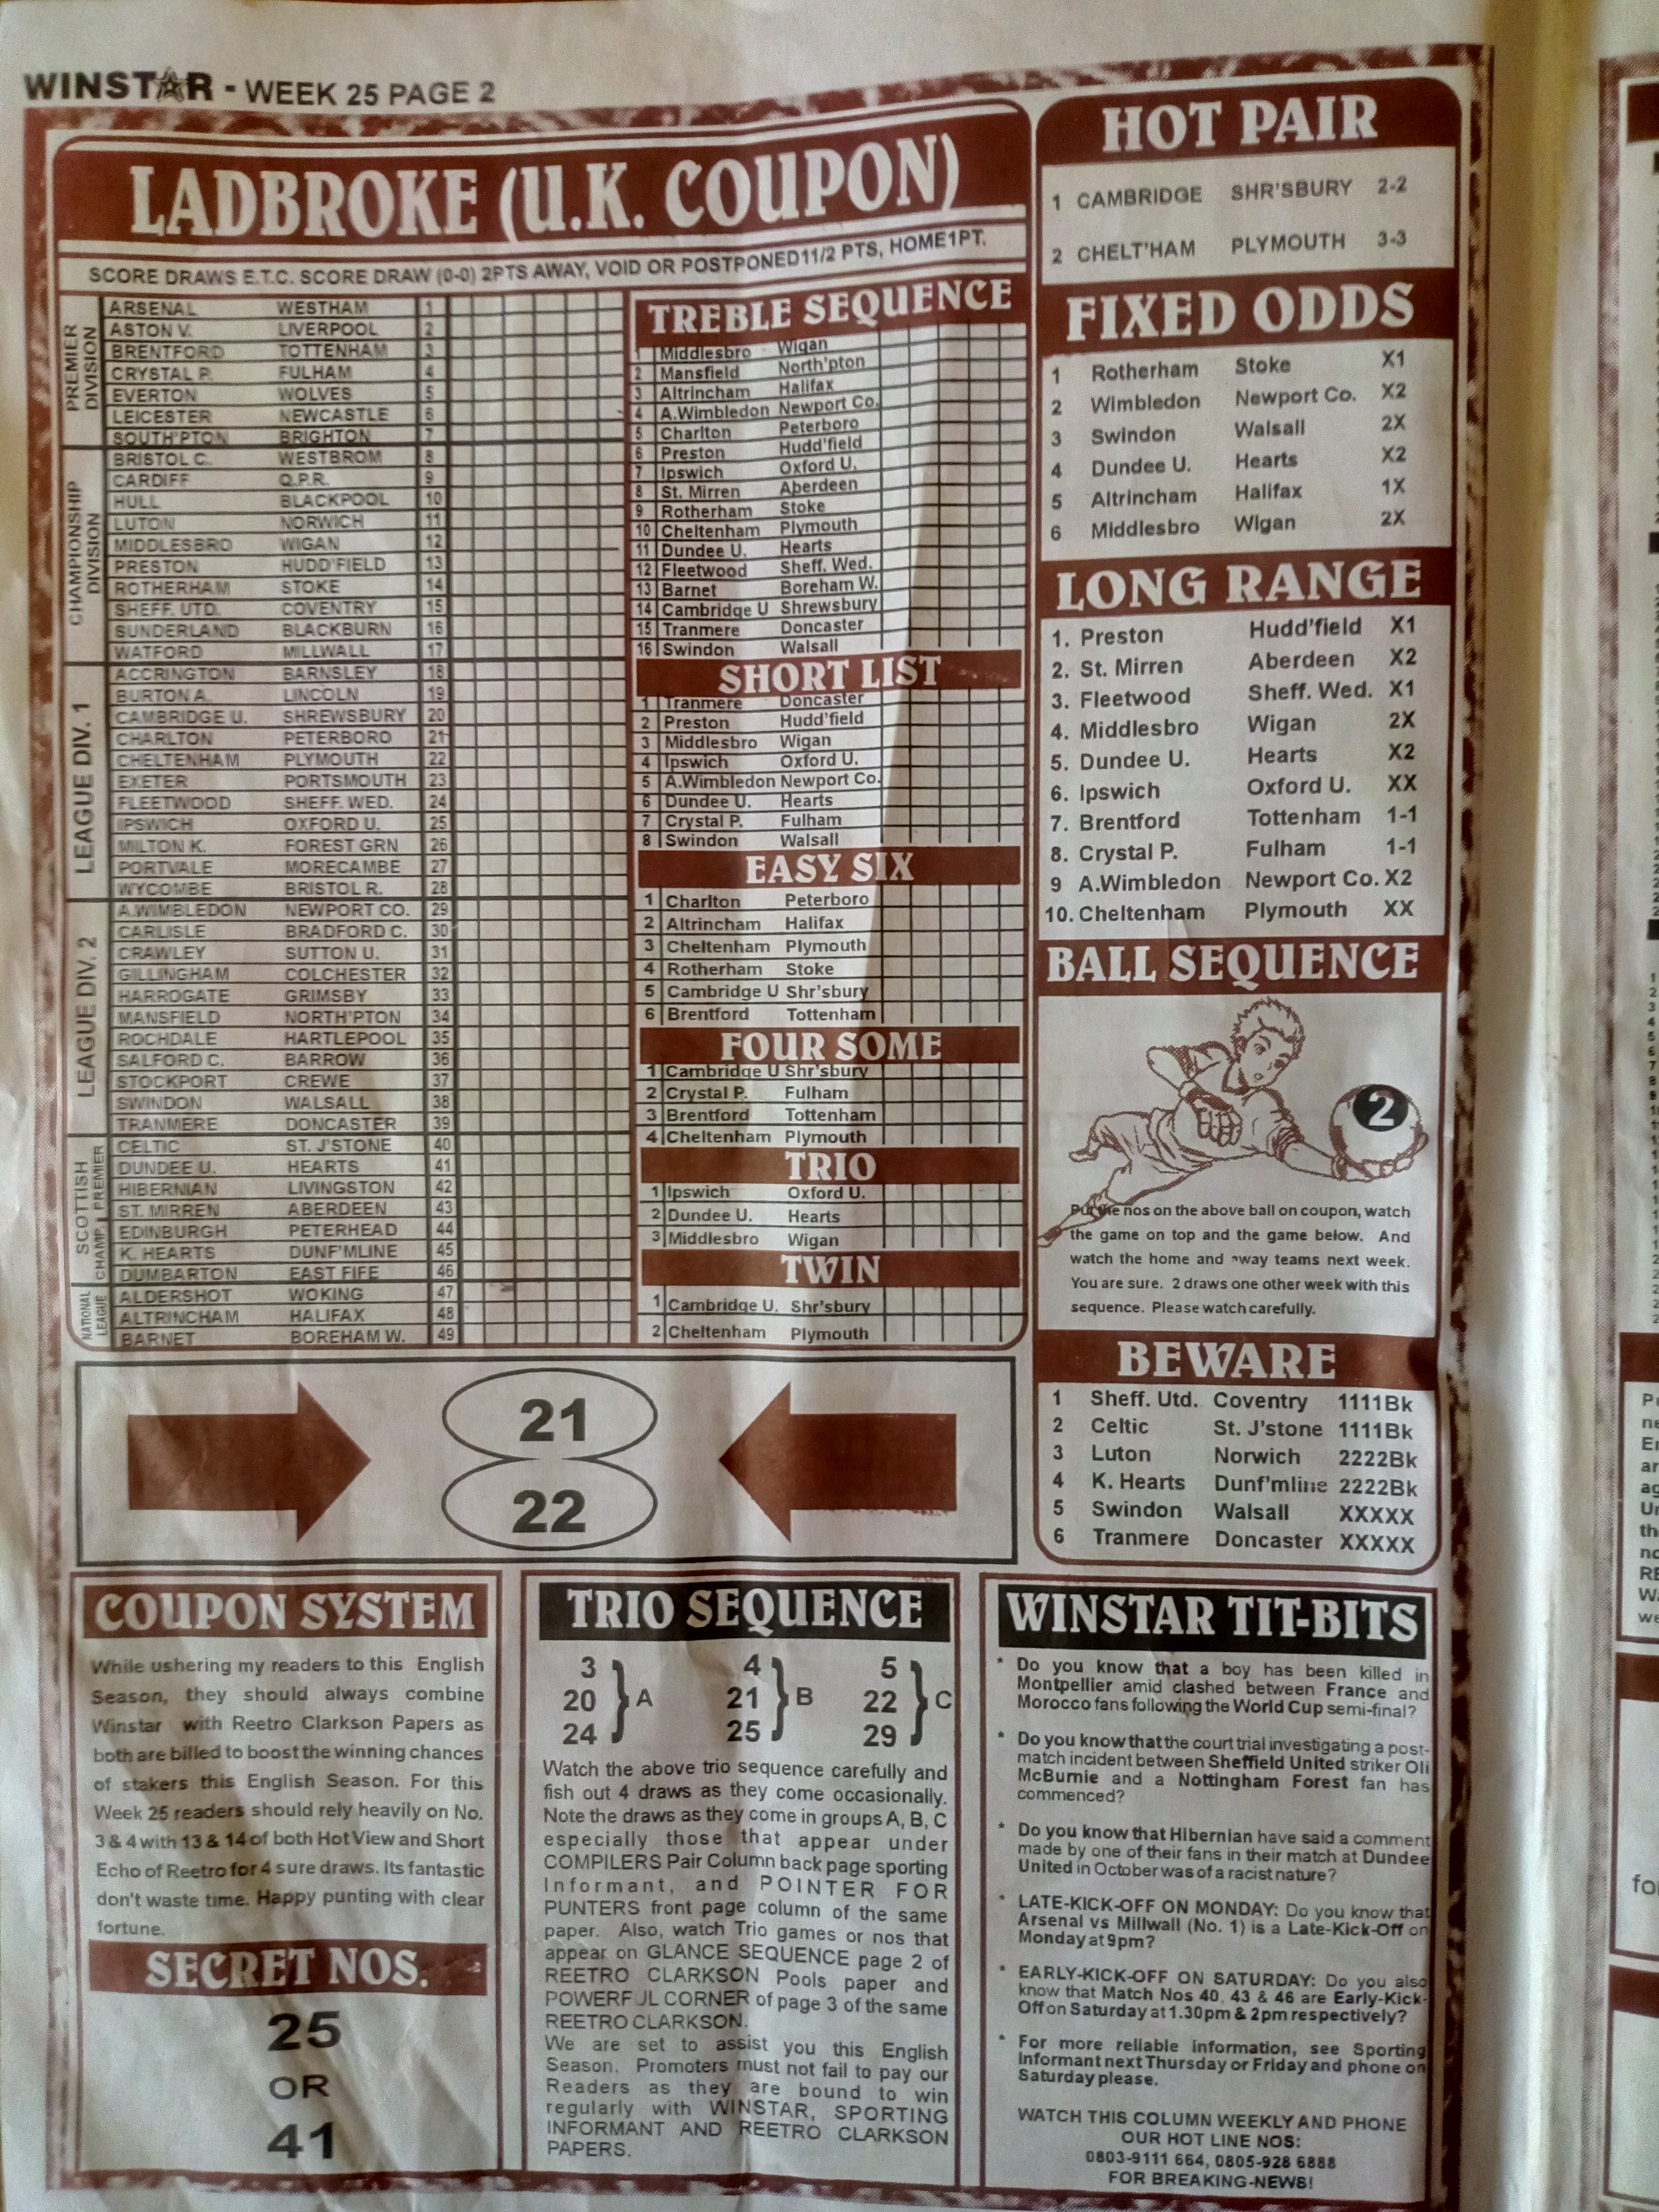 WINSTAR - WEEK 25 PAGE 2
LADBROKE (U.K. COUPON)
SCORE DRAWS E.T.C. SCORE DRAW (0-0) 2PTS AWAY, VOID OR POSTPONED11/2 PTS, HOME1PT.
PREMIER DIVISION
ARSENAL WESTHAM 1
ASTON V. LIVERPOOL 2
BRENTFORD TOTTENHAM 3
CRYSTAL P. FULHAM 4
EVERTON WOLVES 5
LEICESTER NEWCASTLE 6
SOUTH'PTON BRIGHTON 7
CHAMPIONSHIP DIVISION
BRISTOL C. WESTBROM 8
CARDIFF Q.P.R. 9
HULL BLACKPOOL 10
LUTON NORWICH 11
MIDDLESBRO WIGAN 12
PRESTON HUDD'FIELD 13
ROTHERHAM STOKE 14
SHEFF. UTD. COVENTRY 15
SUNDERLAND BLACKBURN 16
WATFORD MILLWALL 17
LEAGUE DIV. 1
ACCRINGTON BARNSLEY 18
BURTON A. LINCOLN 19
CAMBRIDGE U. SHREWSBURY 20
CHARLTON PETERBORO 21
CHELTENHAM PLYMOUTH 22
EXETER PORTSMOUTH 23
FLEETWOOD SHEFF. WED. 24
IPSWICH OXFORD U. 25
MILTON K. FOREST GRN 26
PORTVALE MORECAMBE 27
WYCOMBE BRISTOL R. 28
LEAGUE DIV. 2
A.WIMBLEDON NEWPORT CO. 29
CARLISLE BRADFORD C. 30
CRAWLEY SUTTON U. 31
GILLINGHAM COLCHESTER 32
HARROGATE GRIMSBY 33
MANSFIELD NORTH'PTON 34
ROCHDALE HARTLEPOOL 35
SALFORD C. BARROW 36
STOCKPORT CREWE 37
SWINDON WALSALL 38
TRANMERE DONCASTER 39
SCOTTISH
PREMIER
CELTIC ST. J'STONE 40
DUNDEE U. HEARTS 41
HIBERNIAN LIVINGSTON 42
ST. MIRREN ABERDEEN 43
CHAMP.
EDINBURGH PETERHEAD 44
K. HEARTS DUNF'MLINE 45
DUMBARTON EAST FIFE 46
NATIONAL LEAGUE
ALDERSHOT WOKING 47
ALTRINCHAM HALIFAX 48
BARNET BOREHAM W. 49
TREBLE SEQUENCE
1 Middlesbro Wigan
2 Mansfield North'pton
3 Altrincham Halifax
4 A.Wimbledon Newport Co.
5 Charlton Peterboro
6 Preston Hudd'field
7 Ipswich Oxford U.
8 St. Mirren Aberdeen
9 Rotherham Stoke
10 Cheltenham Plymouth
11 Dundee U. Hearts
12 Fleetwood Sheff. Wed.
13 Barnet Boreham W.
14 Cambridge U Shrewsbury
15 Tranmere Doncaster
16 Swindon Walsall
SHORT LIST
1 Tranmere Doncaster
2 Preston Hudd'field
3 Middlesbro Wigan
4 Ipswich Oxford U.
5 A.Wimbledon Newport Co.
6 Dundee U. Hearts
7 Crystal P. Fulham
8 Swindon Walsall
EASY SIX
1 Charlton Peterboro
2 Altrincham Halifax
3 Cheltenham Plymouth
4 Rotherham Stoke
5 Cambridge U Shr'sbury
6 Brentford Tottenham
FOUR SOME
1 Cambridge U Shr'sbury
2 Crystal P. Fulham
3 Brentford Tottenham
4 Cheltenham Plymouth
TRIO
1 Ipswich Oxford U.
2 Dundee U. Hearts
3 Middlesbro Wigan
TWIN
1 Cambridge U. Shr'sbury
2 Cheltenham Plymouth
HOT PAIR
1 CAMBRIDGE SHR'SBURY 2-2
2 CHELT'HAM PLYMOUTH 3-3
FIXED ODDS
1 Rotherham Stoke X1
2 Wimbledon Newport Co. X2
3 Swindon Walsall 2X
4 Dundee U. Hearts X2
5 Altrincham Halifax 1X
6 Middlesbro Wigan 2X
LONG RANGE
1. Preston Hudd'field X1
2. St. Mirren Aberdeen X2
3. Fleetwood Sheff. Wed. X1
4. Middlesbro Wigan 2X
5. Dundee U. Hearts X2
6. Ipswich Oxford U. XX
7. Brentford Tottenham 1-1
8. Crystal P. Fulham 1-1
9 A.Wimbledon Newport Co. X2
10. Cheltenham Plymouth XX
BALL SEQUENCE
2
Put the nos on the above ball on coupon, watch
the game on top and the game below. And
watch the home and away teams next week.
You are sure. 2 draws one other week with this
sequence. Please watch carefully.
BEWARE
1 Sheff. Utd. Coventry 1111Bk
2 Celtic St. J'stone 1111Bk
3 Luton Norwich 2222Bk
4 K. Hearts Dunf'mline 2222Bk
5 Swindon Walsall XXXXX
6 Tranmere Doncaster XXXXX
21
22
COUPON SYSTEM
While ushering my readers to this English
Season, they should always combine
Winstar with Reetro Clarkson Papers as
both are billed to boost the winning chances
of stakers this English Season. For this
Week 25 readers should rely heavily on No.
3 & 4 with 13 & 14 of both Hot View and Short
Echo of Reetro for 4 sure draws. Its fantastic
don't waste time. Happy punting with clear
fortune.
SECRET NOS.
25
OR
41
TRIO SEQUENCE
3 4 5
20 A 21 B 22 C
24 25 29
Watch the above trio sequence carefully and
fish out 4 draws as they come occasionally.
Note the draws as they come in groups A, B, C
especially those that appear under
COMPILERS Pair Column back page sporting
Informant, and POINTER FOR
PUNTERS front page column of the same
paper. Also, watch Trio games or nos that
appear on GLANCE SEQUENCE page 2 of
REETRO CLARKSON Pools paper and
POWERFUL CORNER of page 3 of the same
REETRO CLARKSON.
We are set to assist you this English
Season. Promoters must not fail to pay our
Readers as they are bound to win
regularly with WINSTAR, SPORTING
INFORMANT AND REETRO CLARKSON
PAPERS.
WINSTAR TIT-BITS
* Do you know that a boy has been killed in
Montpellier amid clashed between France and
Morocco fans following the World Cup semi-final?
* Do you know that the court trial investigating a post-
match incident between Sheffield United striker Oli
McBurnie and a Nottingham Forest fan has
commenced?
* Do you know that Hibernian have said a comment
made by one of their fans in their match at Dundee
United in October was of a racist nature?
* LATE-KICK-OFF ON MONDAY: Do you know that
Arsenal vs Millwall (No. 1) is a Late-Kick-Off on
Monday at 9pm?
* EARLY-KICK-OFF ON SATURDAY: Do you also
know that Match Nos 40, 43 & 46 are Early-Kick-
Off on Saturday at 1.30pm & 2pm respectively?
* For more reliable information, see Sporting
Informant next Thursday or Friday and phone on
Saturday please.
WATCH THIS COLUMN WEEKLY AND PHONE
OUR HOT LINE NOS:
0803-9111 664, 0805-928 6888
FOR BREAKING-NEWS!